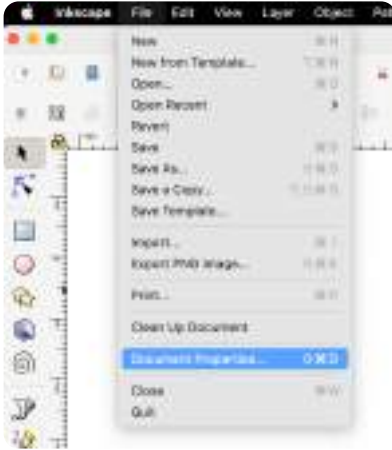 Inkscape File Edit View Layer Object
New
New from Template...
Open...
Open Recent
Revert
Save
Save As...
Save a Copy...
Save Template...
Import...
Export PNG Image...
Print...
Clean Up Document
Document Properties...
Close
Quit